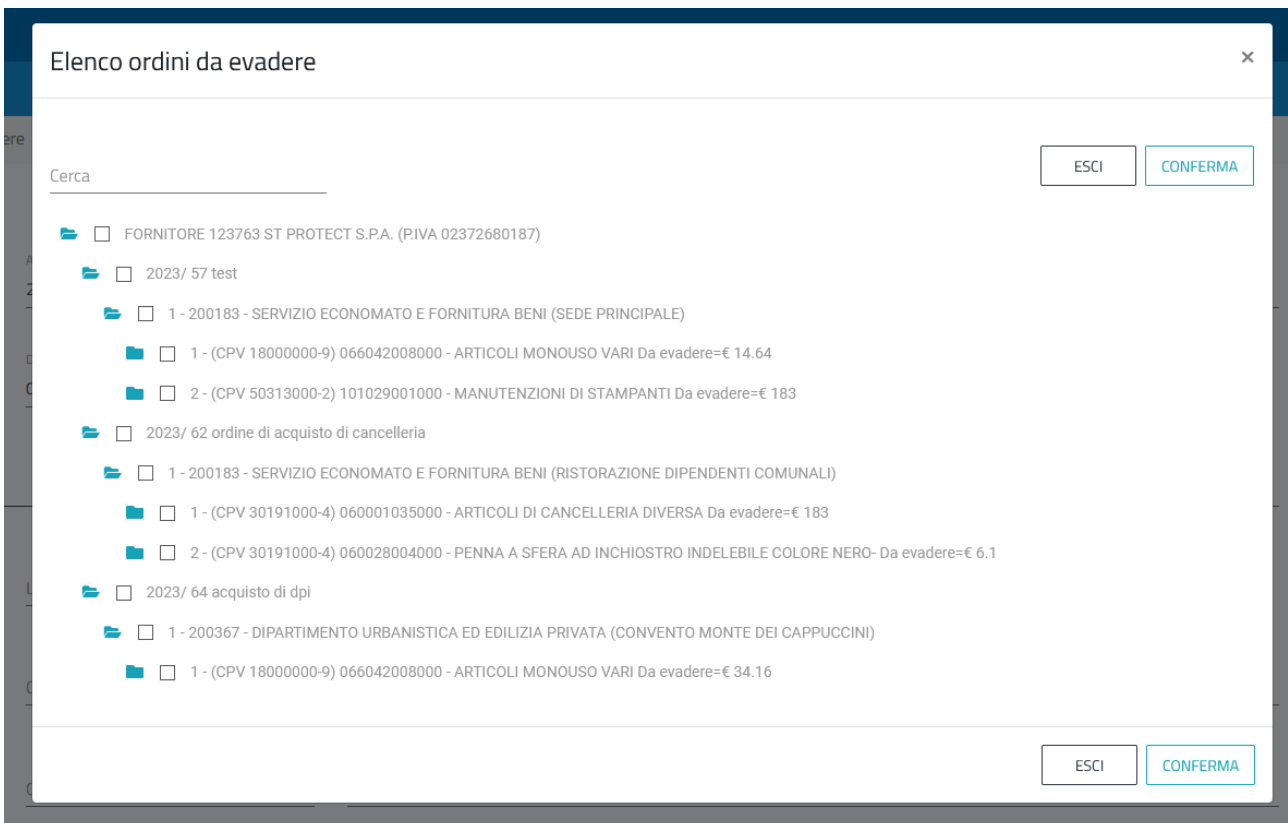 Elenco ordini da evadere
×
ere
Cerca
ESCI
CONFERMA
FORNITORE 123763 ST PROTECT S.P.A. (P.IVA 02372680187)
2023/ 57 test
1 - 200183 - SERVIZIO ECONOMATO E FORNITURA BENI (SEDE PRINCIPALE)
1 - (CPV 18000000-9) 066042008000 - ARTICOLI MONOUSO VARI Da evadere=€ 14.64
2 - (CPV 50313000-2) 101029001000 - MANUTENZIONI DI STAMPANTI Da evadere=€ 183
2023/ 62 ordine di acquisto di cancelleria
1 - 200183 - SERVIZIO ECONOMATO E FORNITURA BENI (RISTORAZIONE DIPENDENTI COMUNALI)
1 - (CPV 30191000-4) 060001035000 - ARTICOLI DI CANCELLERIA DIVERSA Da evadere=€ 183
2 - (CPV 30191000-4) 060028004000 - PENNA A SFERA AD INCHIOSTRO INDELEBILE COLORE NERO- Da evadere=€ 6.1
2023/ 64 acquisto di dpi
1 - 200367 - DIPARTIMENTO URBANISTICA ED EDILIZIA PRIVATA (CONVENTO MONTE DEI CAPPUCCINI)
1 - (CPV 18000000-9) 066042008000 - ARTICOLI MONOUSO VARI Da evadere=€ 34.16
ESCI
CONFERMA